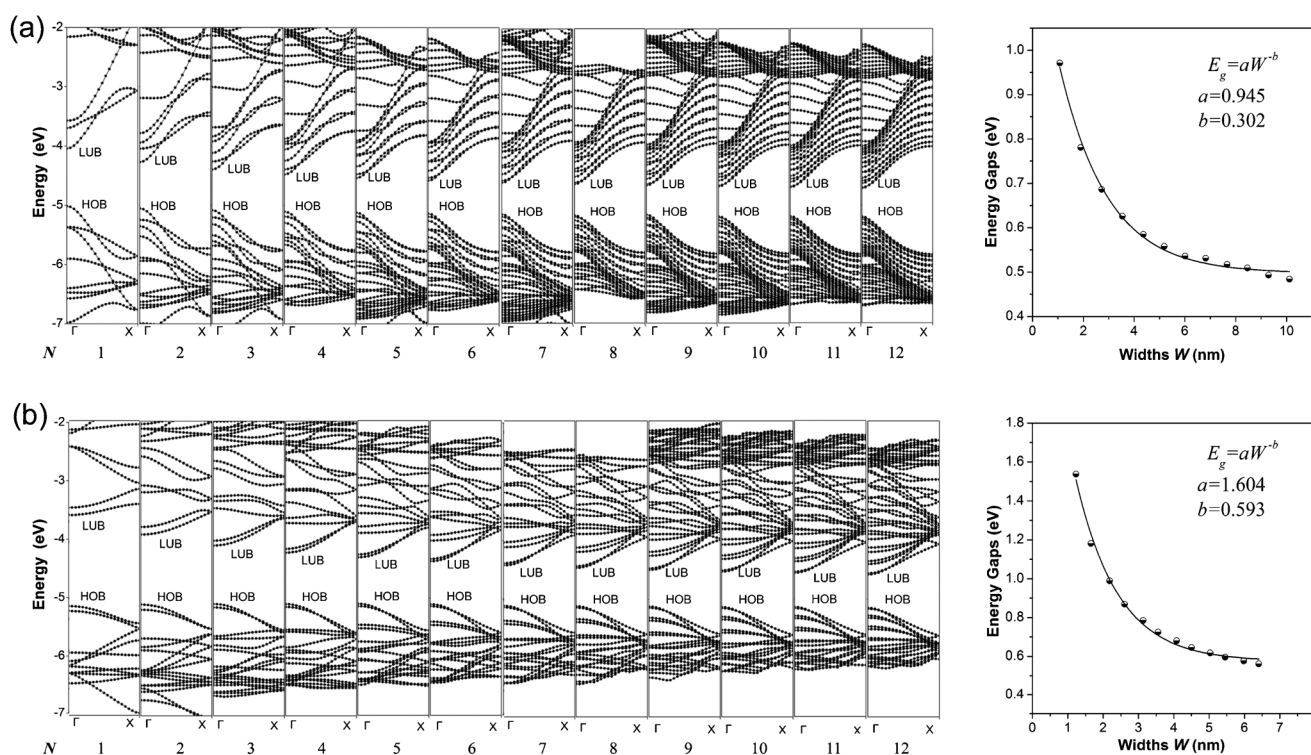 (a)
Energy (eV)
-2
-3
-4
-5
-6
-7
LUB LUB LUB LUB LUB LUB LUB LUB LUB LUB LUB LUB
HOB HOB HOB HOB HOB HOB HOB HOB HOB HOB HOB HOB
Γ X Γ X Γ X Γ X Γ X Γ X Γ X Γ X Γ X Γ X Γ X Γ X
N 1 2 3 4 5 6 7 8 9 10 11 12
Energy Gaps (eV)
1.0
0.9
0.8
0.7
0.6
0.5
0.4
E_g=aW^-b
a=0.945
b=0.302
0 2 4 6 8 10
Widths W (nm)
(b)
Energy (eV)
-2
-3
-4
-5
-6
-7
LUB LUB LUB LUB LUB LUB LUB LUB LUB LUB LUB LUB
HOB HOB HOB HOB HOB HOB HOB HOB HOB HOB HOB HOB
Γ X Γ X Γ X Γ X Γ X Γ X Γ X Γ X Γ X Γ X Γ X Γ X
N 1 2 3 4 5 6 7 8 9 10 11 12
Energy Gaps (eV)
1.8
1.6
1.4
1.2
1.0
0.8
0.6
0.4
E_g=aW^-b
a=1.604
b=0.593
0 1 2 3 4 5 6 7
Widths W (nm)